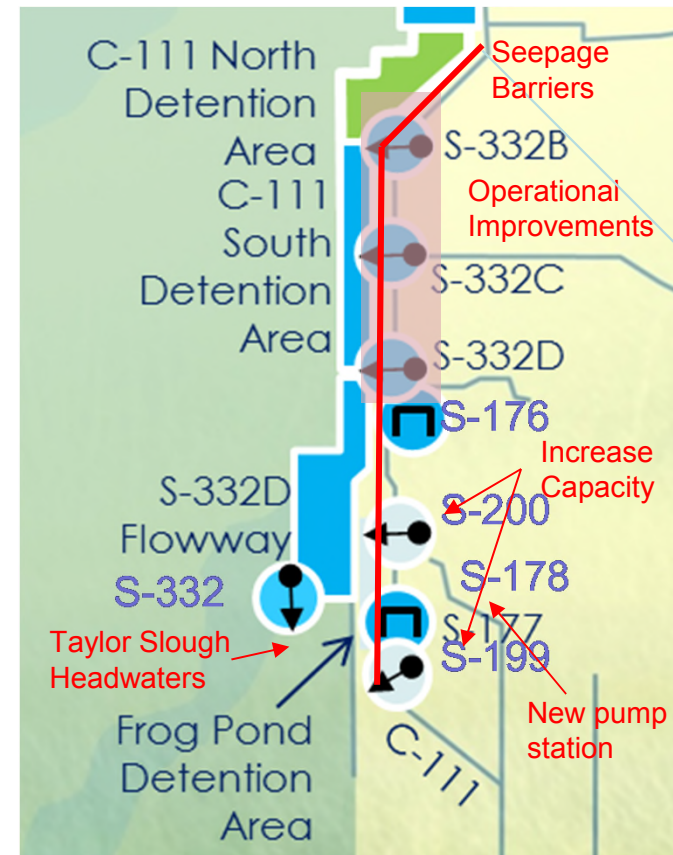 C-111 North
Detention
Area
Seepage
Barriers
S-332B
C-111
South
Detention
Area
Operational
Improvements
S-332C
S-332D
S-176
Increase
Capacity
S-332D
Flowway
S-200
S-332
S-178
S-177
S-199
Taylor Slough
Headwaters
New pump
station
Frog Pond
Detention
Area
C-111